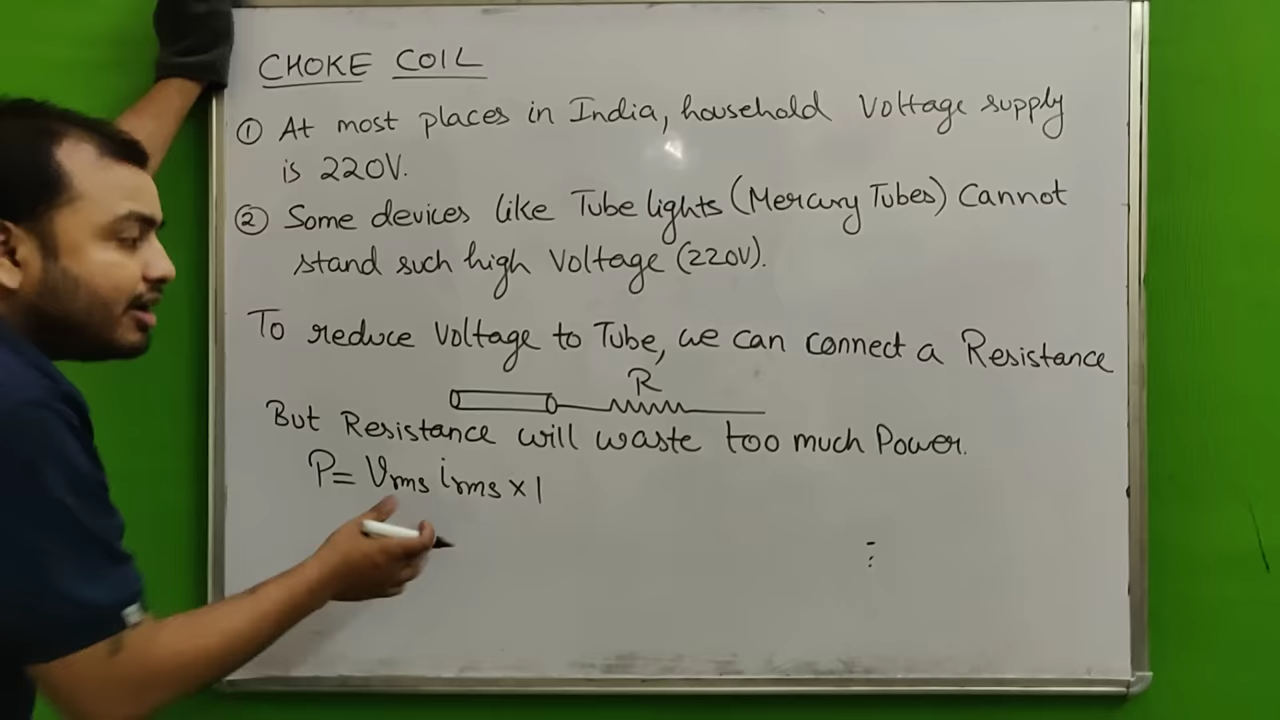 CHOKE COIL
① At most places in India, household Voltage supply
is 220V.
② Some devices like Tube lights (Mercury Tubes) Cannot
stand such high Voltage (220V).
To reduce Voltage to Tube, we can connect a Resistance
R
But Resistance will waste too much Power.
P = Vrms irms × 1